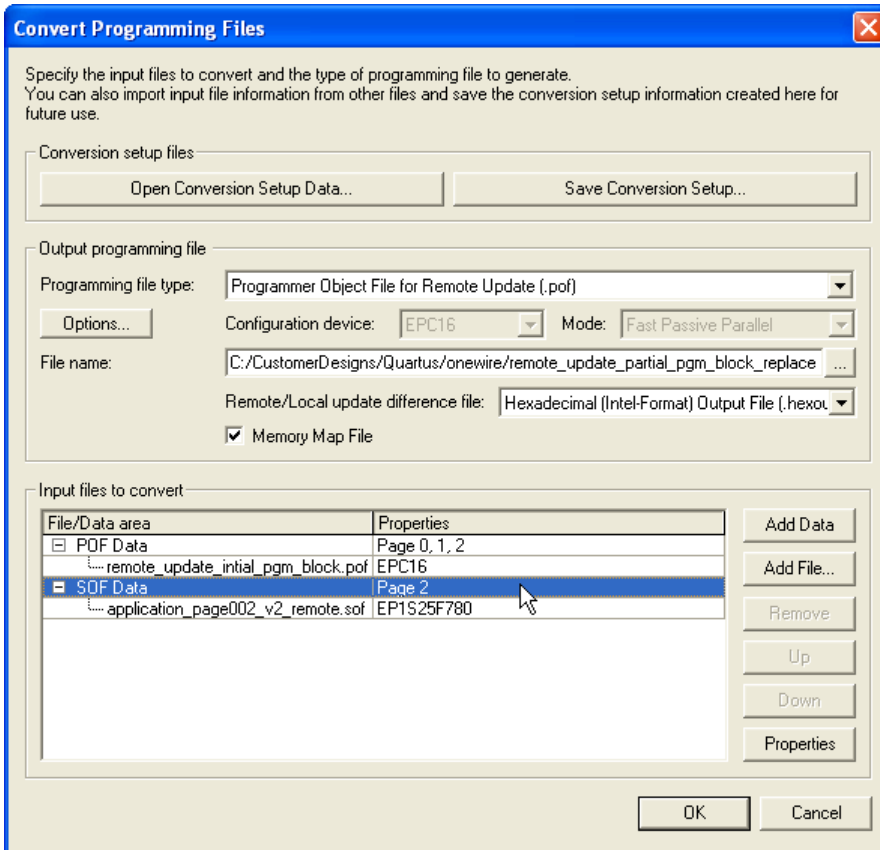 Convert Programming Files
Specify the input files to convert and the type of programming file to generate.
You can also import input file information from other files and save the conversion setup information created here for
future use.
Conversion setup files
Open Conversion Setup Data...
Save Conversion Setup...
Output programming file
Programming file type:
Programmer Object File for Remote Update (.pof)
Options...
Configuration device:
EPC16
Mode:
Fast Passive Parallel
File name:
C:/CustomerDesigns/Quartus/onewire/remote_update_partial_pgm_block_replace
...
Remote/Local update difference file:
Hexadecimal (Intel-Format) Output File (.hexou
Memory Map File
Input files to convert
File/Data area
Properties
POF Data
Page 0, 1, 2
remote_update_intial_pgm_block.pof
EPC16
SOF Data
Page 2
application_page002_v2_remote.sof
EP1S25F780
Add Data
Add File...
Remove
Up
Down
Properties
OK
Cancel